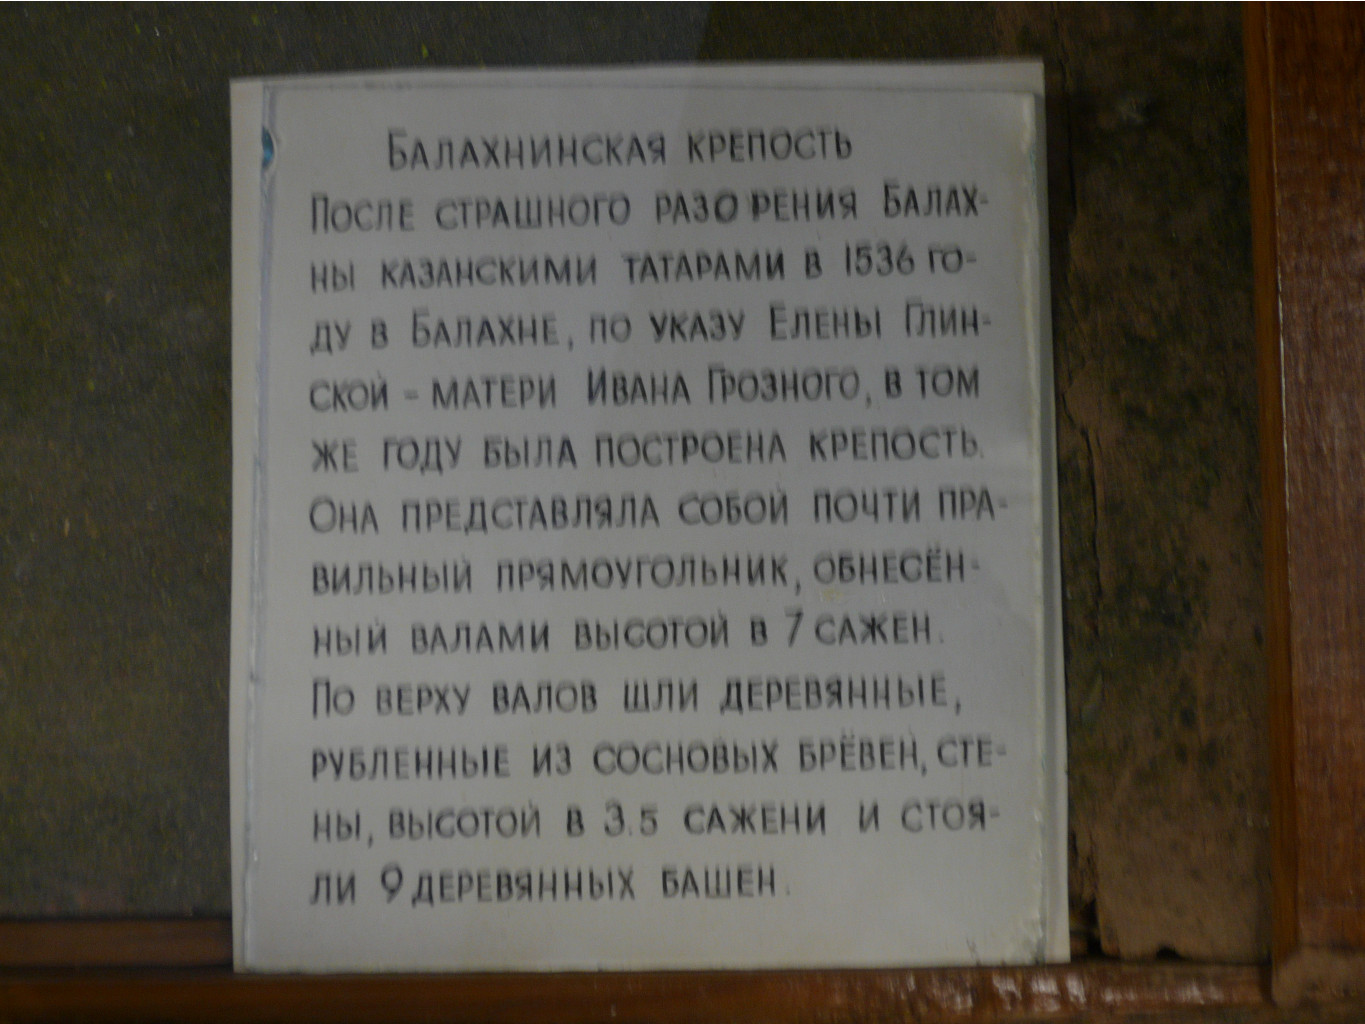 Балахнинская крепость
После страшного разорения Балах-
ны казанскими татарами в 1536 го-
ду в Балахне, по указу Елены Глин-
ской - матери Ивана Грозного, в том
же году была построена крепость.
Она представляла собой почти пра-
вильный прямоугольник, обнесён-
ный валами высотой в 7 сажен.
По верху валов шли деревянные,
рубленные из сосновых брёвен, сте-
ны, высотой в 3.5 сажени и стоя-
ли 9 деревянных башен.